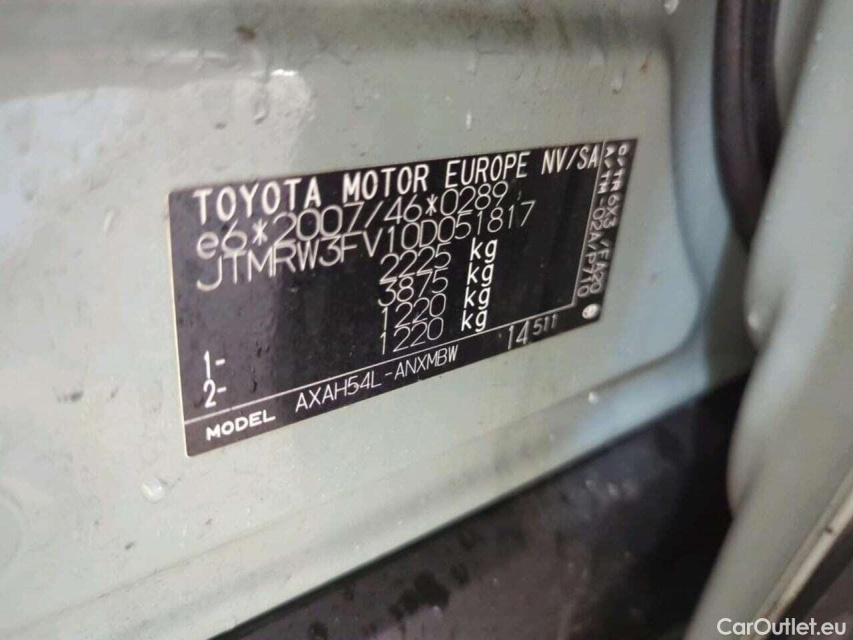 TOYOTA MOTOR EUROPE NV/SA
e6*2007/46*0289
JTMRW3FV10D051817
2225 kg
3875 kg
1- 1220 kg
2- 1220 kg
MODEL AXAH54L-ANXMBW 14 511
CarOutlet.eu